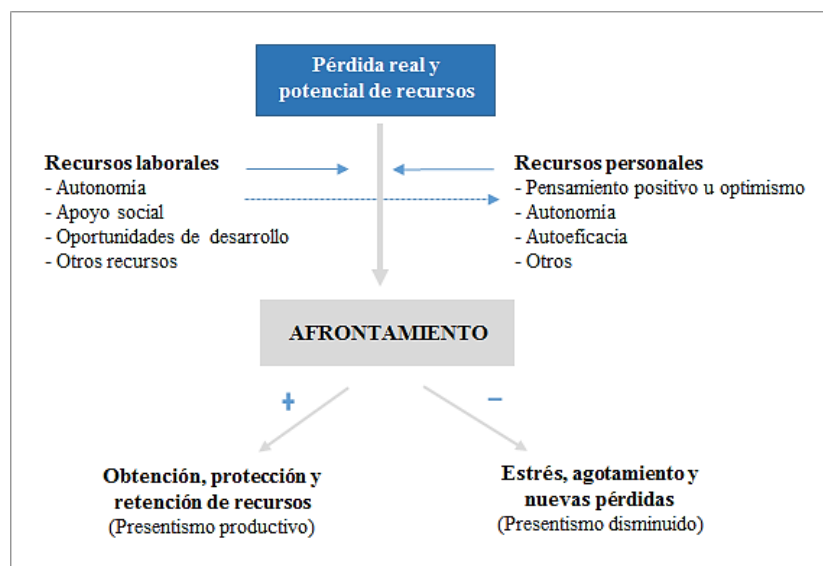 Pérdida real y
potencial de recursos
Recursos laborales
- Autonomía
- Apoyo social
- Oportunidades de desarrollo
- Otros recursos
Recursos personales
- Pensamiento positivo u optimismo
- Autonomía
- Autoeficacia
- Otros
AFRONTAMIENTO
+
−
Obtención, protección y
retención de recursos
(Presentismo productivo)
Estrés, agotamiento y
nuevas pérdidas
(Presentismo disminuido)